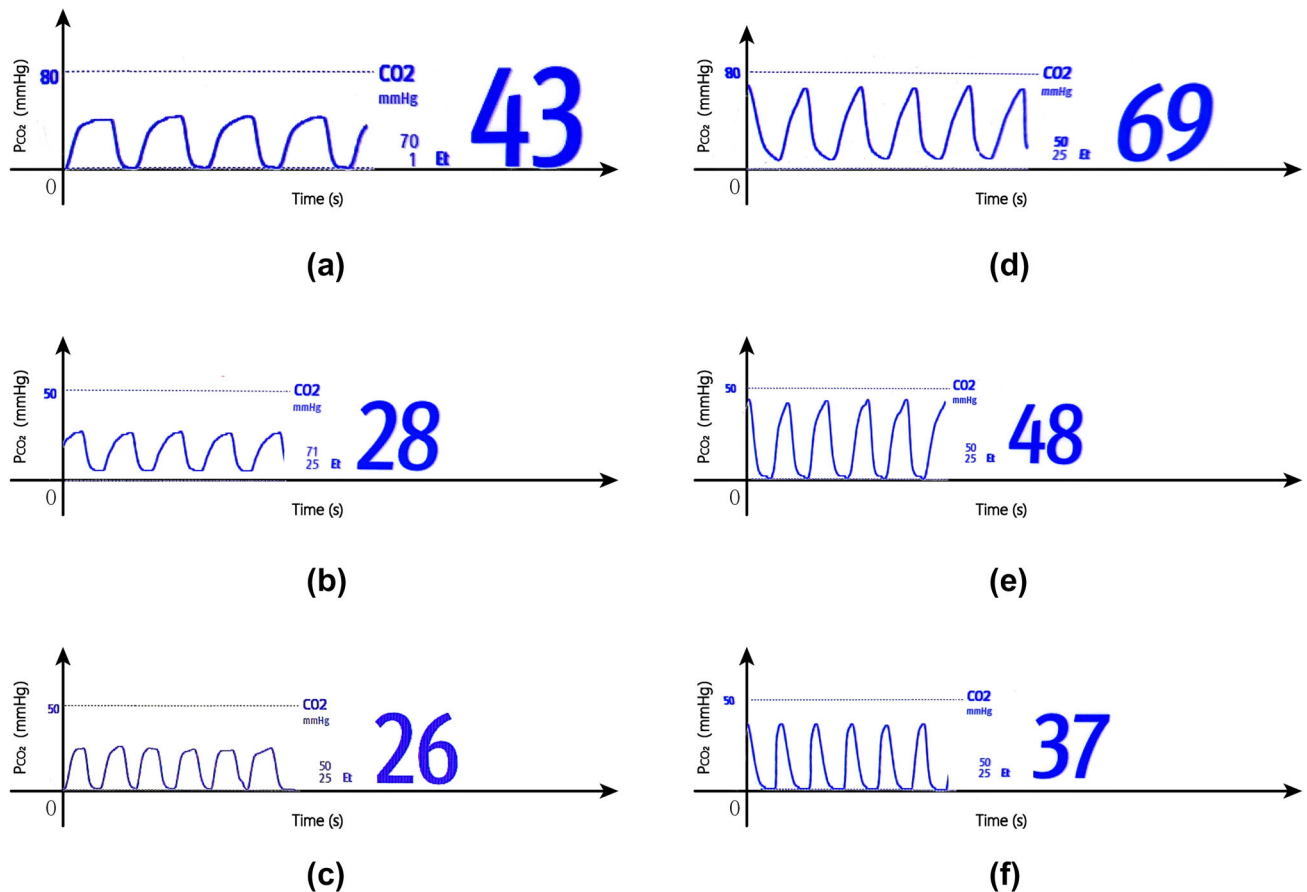 Pco₂ (mmHg)
80
CO2
mmHg
43
70
1 Et
0
Time (s)
(a)
Pco₂ (mmHg)
50
CO2
mmHg
28
71
25 Et
0
Time (s)
(b)
Pco₂ (mmHg)
50
CO2
mmHg
26
50
25 Et
0
Time (s)
(c)
Pco₂ (mmHg)
80
CO2
mmHg
69
50
25 Et
0
Time (s)
(d)
Pco₂ (mmHg)
50
CO2
mmHg
48
50
25 Et
0
Time (s)
(e)
Pco₂ (mmHg)
50
CO2
mmHg
37
50
25 Et
0
Time (s)
(f)